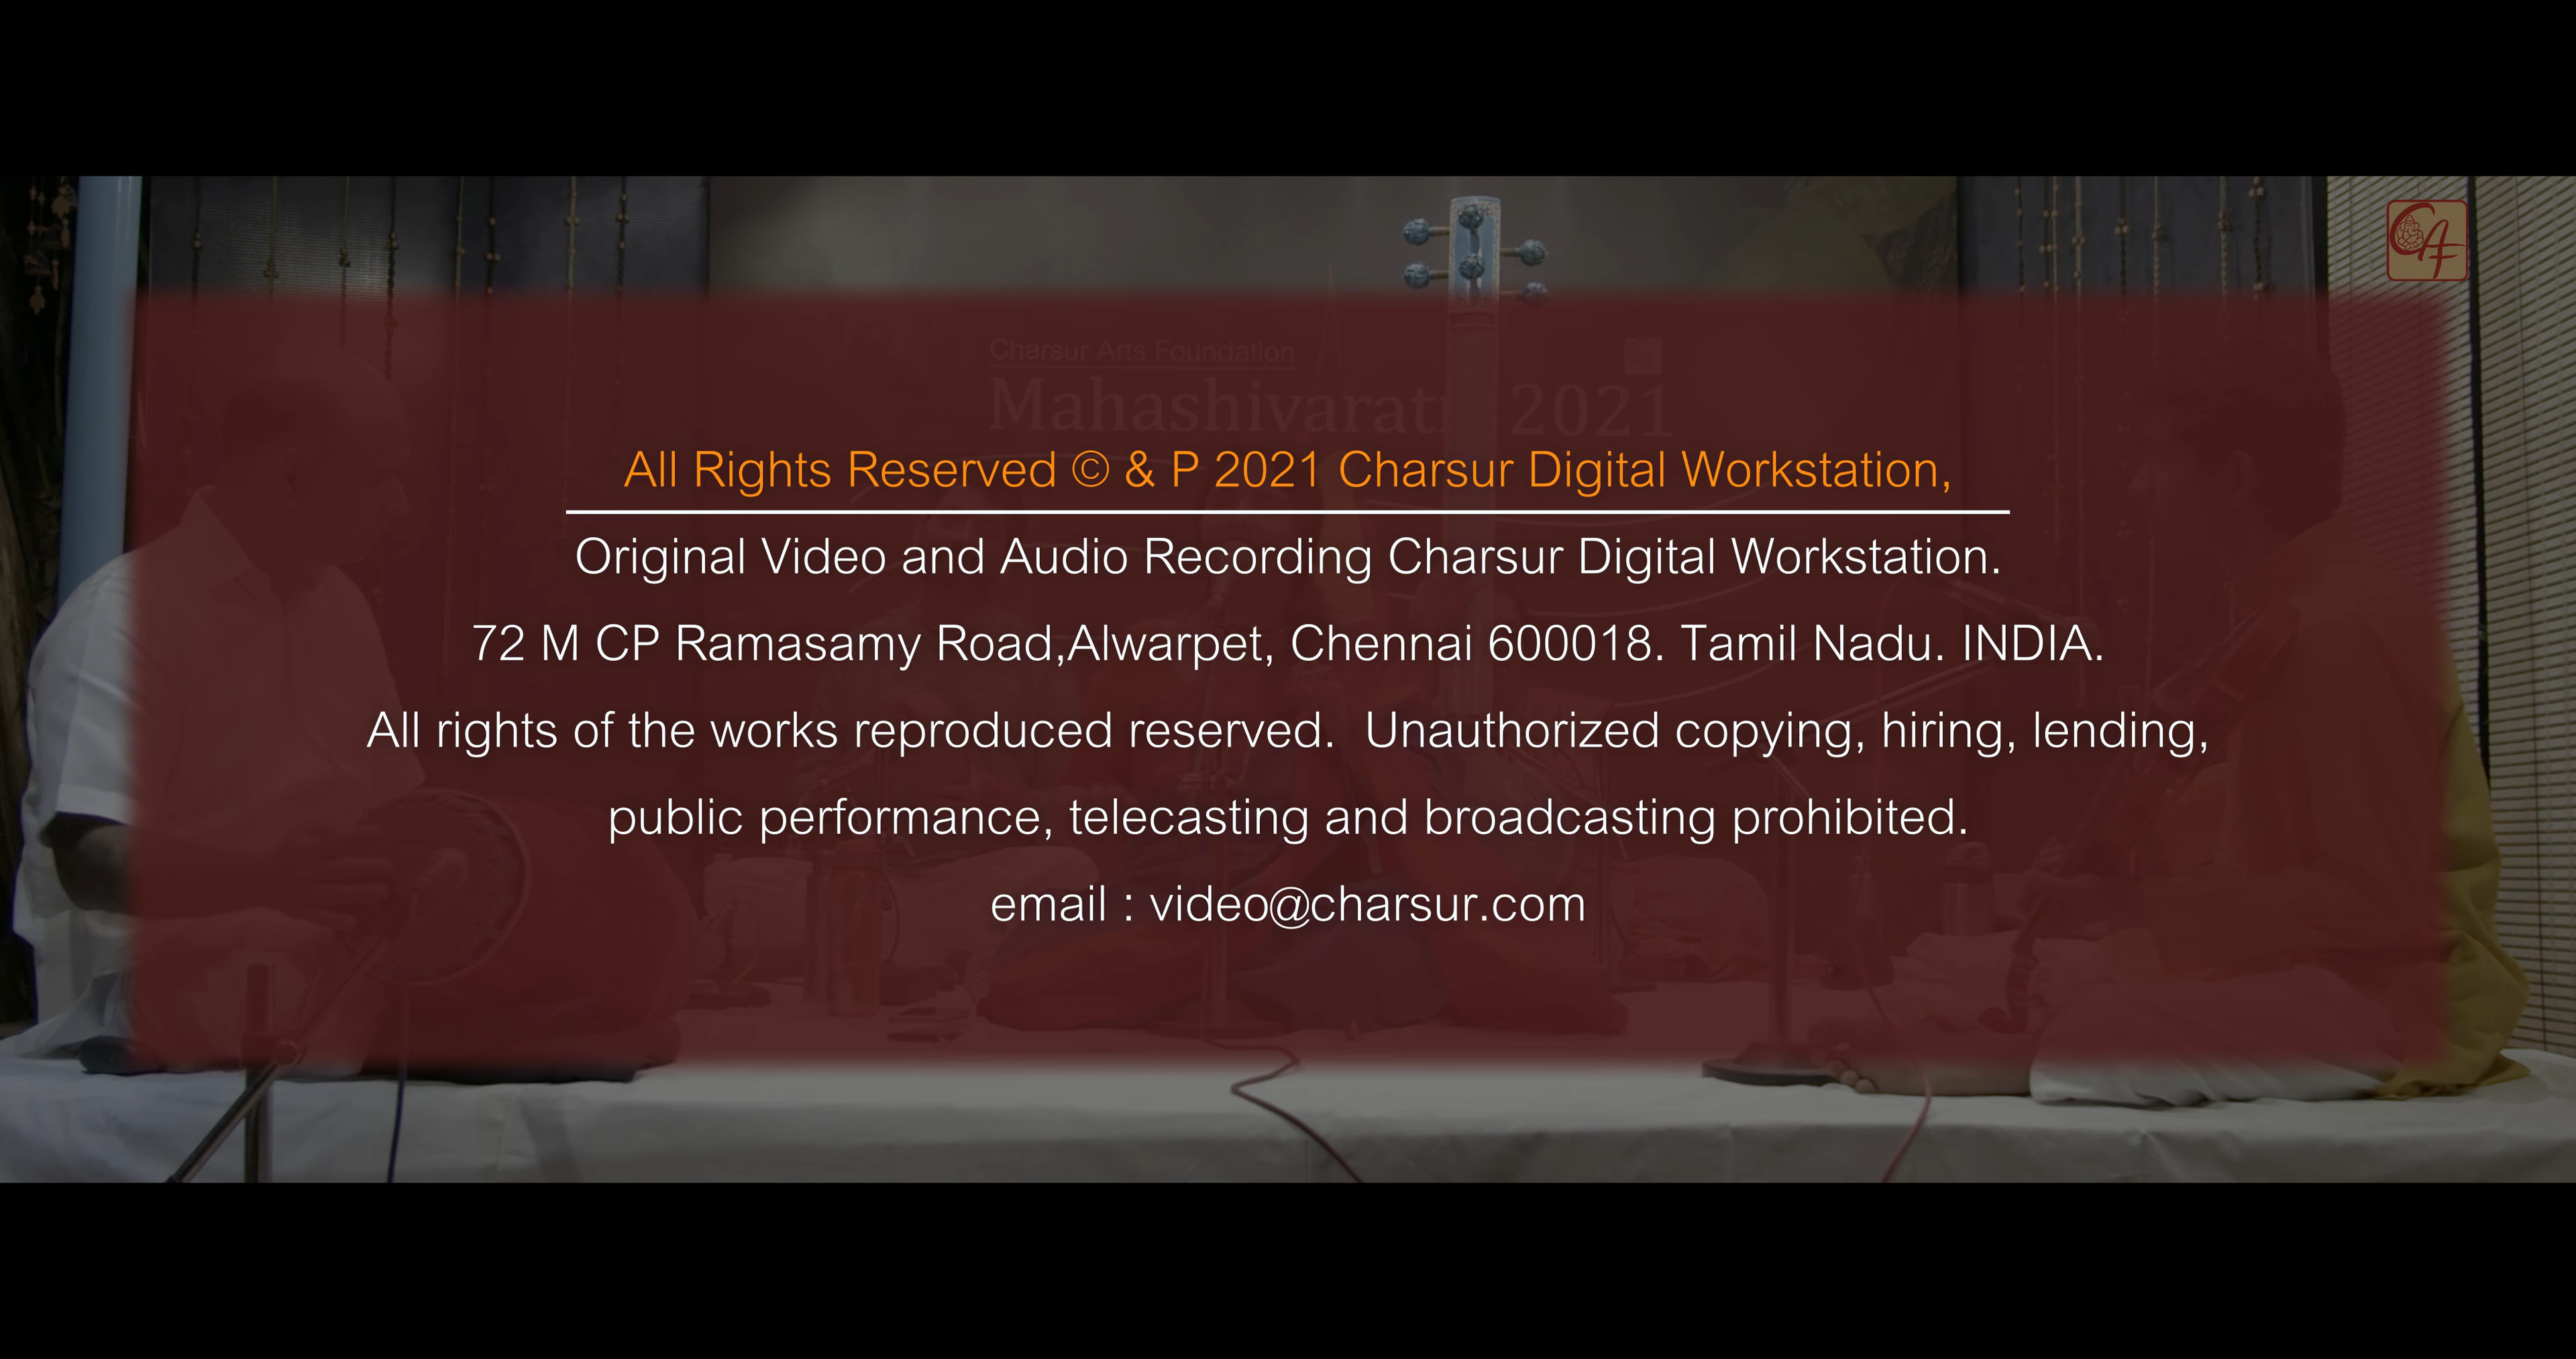 Charsur Arts Foundation
Mahashivarat 2021
All Rights Reserved © & P 2021 Charsur Digital Workstation,
Original Video and Audio Recording Charsur Digital Workstation.
72 M CP Ramasamy Road,Alwarpet, Chennai 600018. Tamil Nadu. INDIA.
All rights of the works reproduced reserved.  Unauthorized copying, hiring, lending,
public performance, telecasting and broadcasting prohibited.
email : video@charsur.com